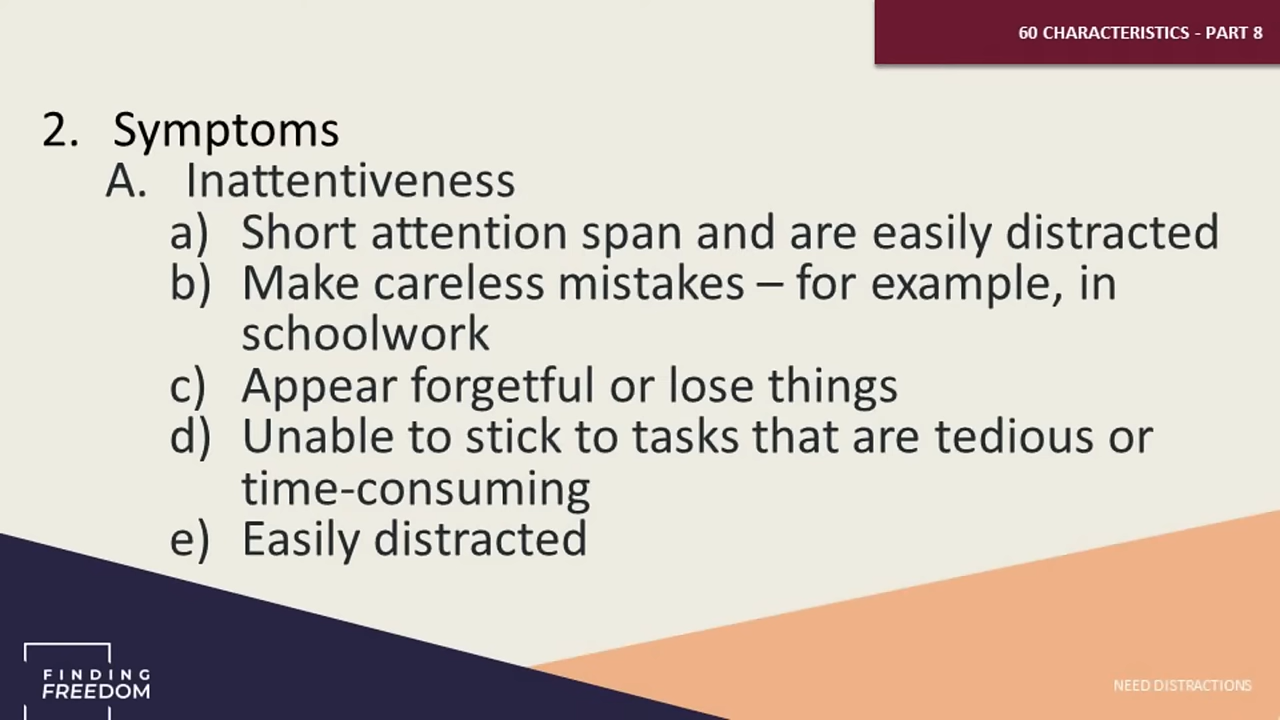 60 CHARACTERISTICS - PART 8
2. Symptoms
A. Inattentiveness
a) Short attention span and are easily distracted
b) Make careless mistakes – for example, in
schoolwork
c) Appear forgetful or lose things
d) Unable to stick to tasks that are tedious or
time-consuming
e) Easily distracted
FINDING
FREEDOM
NEED DISTRACTIONS